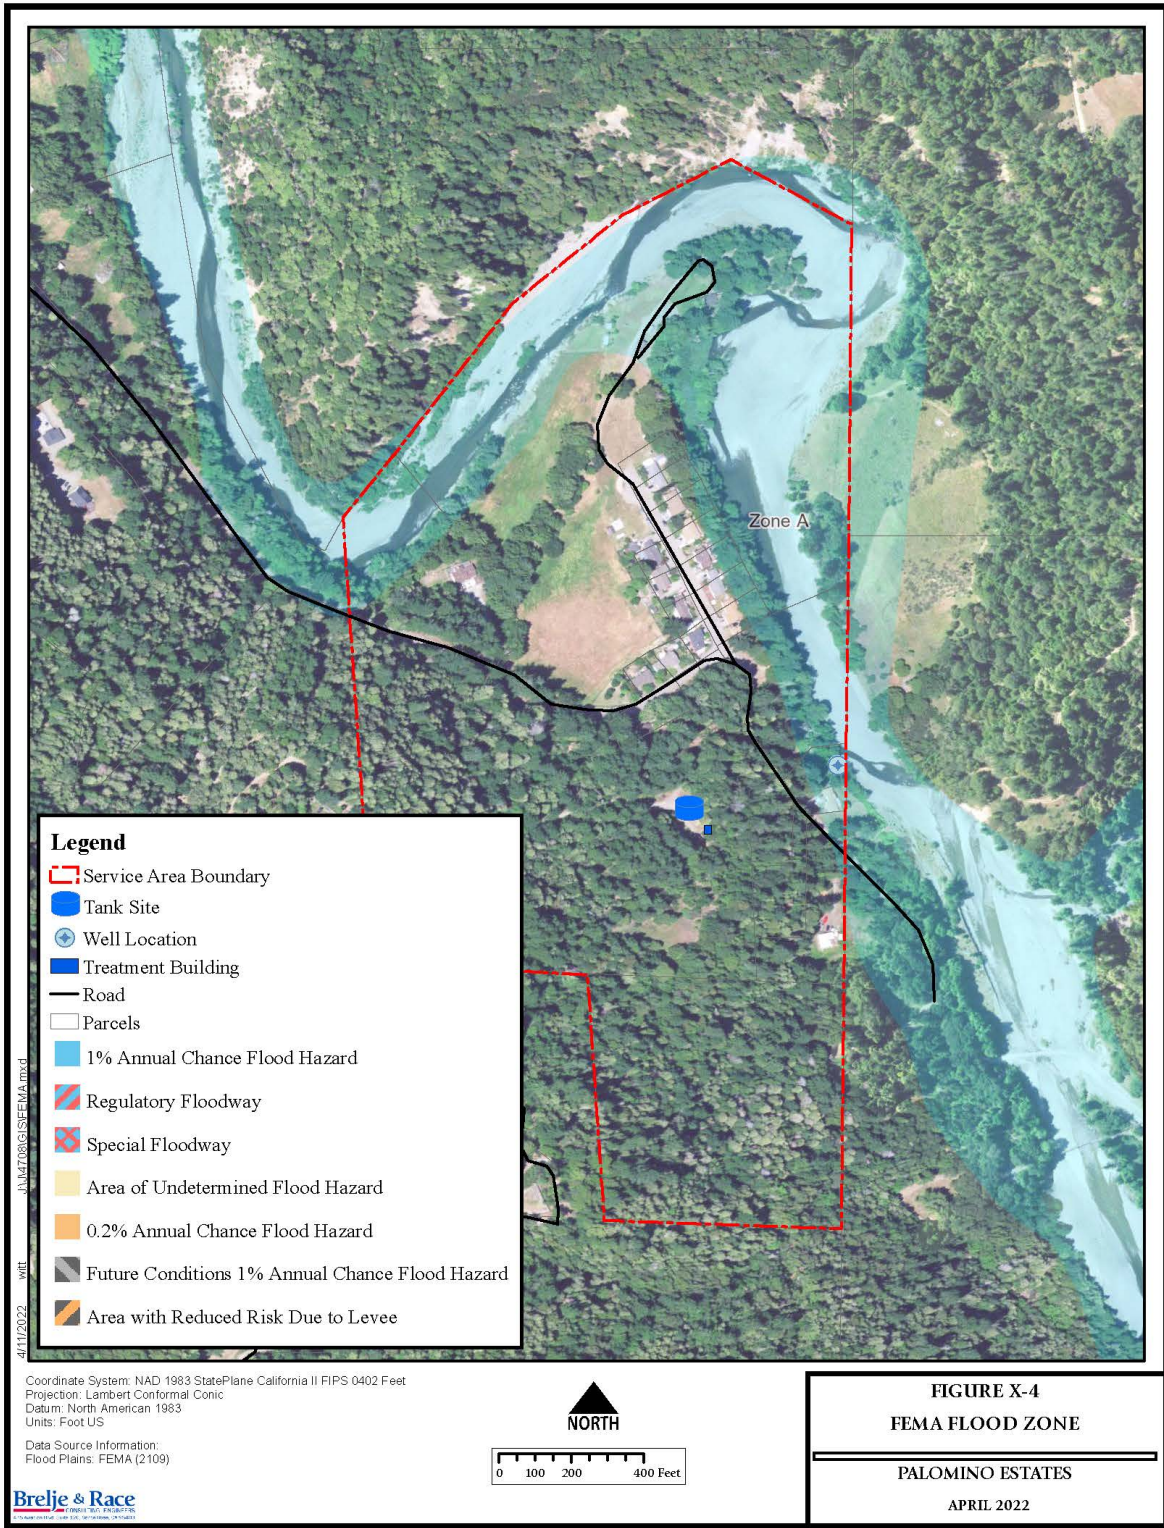 Zone A
Legend
Service Area Boundary
Tank Site
Well Location
Treatment Building
Road
Parcels
1% Annual Chance Flood Hazard
Regulatory Floodway
Special Floodway
Area of Undetermined Flood Hazard
0.2% Annual Chance Flood Hazard
Future Conditions 1% Annual Chance Flood Hazard
Area with Reduced Risk Due to Levee
4/11/2022 witt J:\J\4708\GIS\FEMA.mxd
Coordinate System: NAD 1983 StatePlane California II FIPS 0402 Feet
Projection: Lambert Conformal Conic
Datum: North American 1983
Units: Foot US
Data Source Information:
Flood Plains: FEMA (2109)
Brelje & Race
CONSULTING ENGINEERS
NORTH
0 100 200 400 Feet
FIGURE X-4
FEMA FLOOD ZONE
PALOMINO ESTATES
APRIL 2022